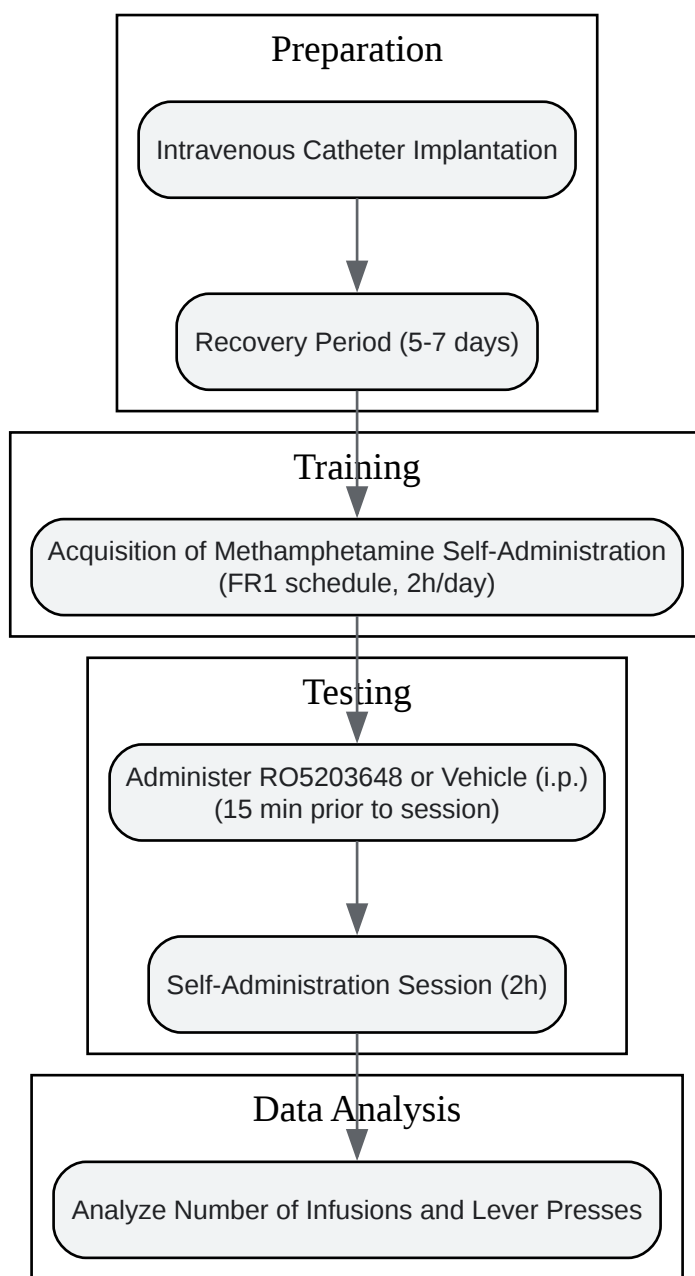 Preparation
Intravenous Catheter Implantation
Recovery Period (5-7 days)
Training
Acquisition of Methamphetamine Self-Administration
(FR1 schedule, 2h/day)
Testing
Administer RO5203648 or Vehicle (i.p.)
(15 min prior to session)
Self-Administration Session (2h)
Data Analysis
Analyze Number of Infusions and Lever Presses